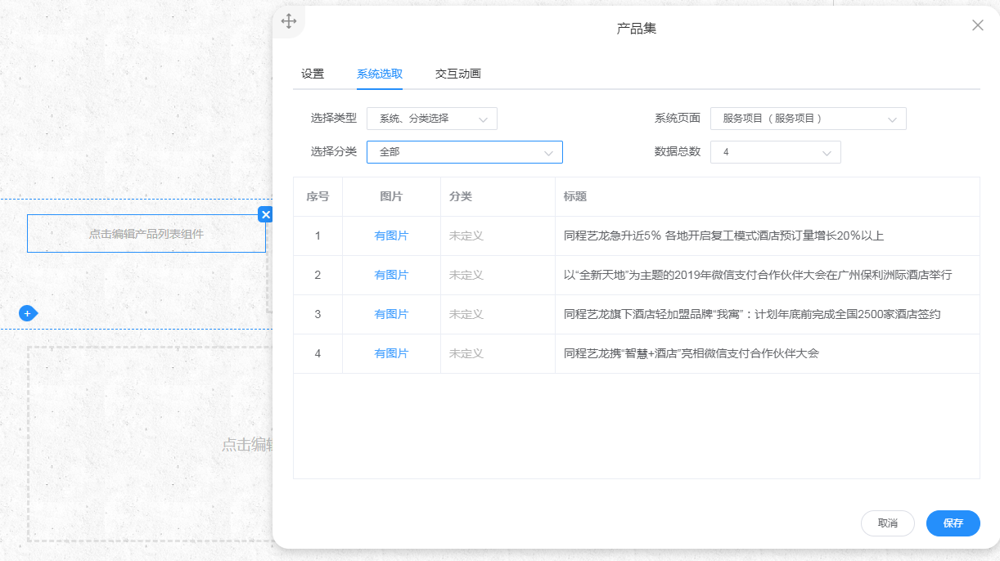 产品集
设置 系统选取 交互动画
选择类型 系统、分类选择 系统页面 服务项目（服务项目）
选择分类 全部 数据总数 4
序号 图片 分类 标题
1 有图片 未定义 同程艺龙急升近5% 各地开启复工模式酒店预订量增长20%以上
2 有图片 未定义 以“全新天地”为主题的2019年微信支付合作伙伴大会在广州保利洲际酒店举行
3 有图片 未定义 同程艺龙旗下酒店轻加盟品牌“我寓”：计划年底前完成全国2500家酒店签约
4 有图片 未定义 同程艺龙携“智慧+酒店”亮相微信支付合作伙伴大会
点击编辑产品列表组件
点击编辑
取消 保存